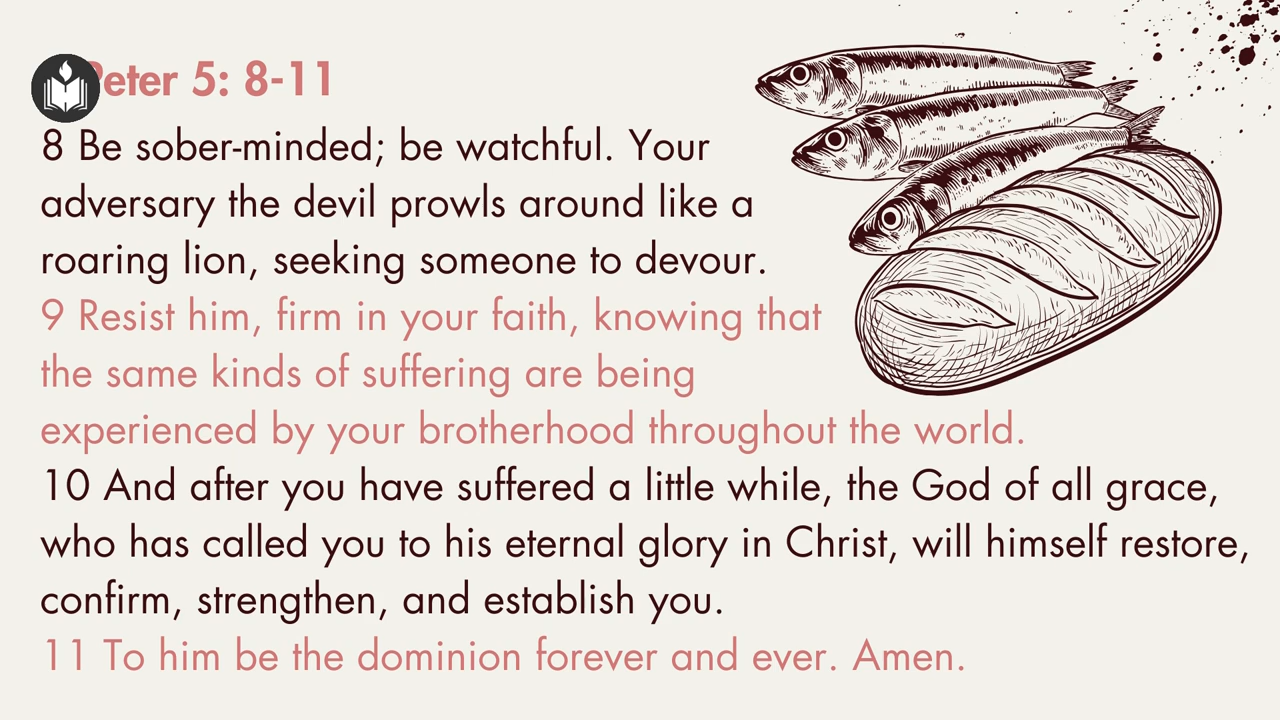 Peter 5: 8-11
8 Be sober-minded; be watchful. Your
adversary the devil prowls around like a
roaring lion, seeking someone to devour.
9 Resist him, firm in your faith, knowing that
the same kinds of suffering are being
experienced by your brotherhood throughout the world.
10 And after you have suffered a little while, the God of all grace,
who has called you to his eternal glory in Christ, will himself restore,
confirm, strengthen, and establish you.
11 To him be the dominion forever and ever. Amen.